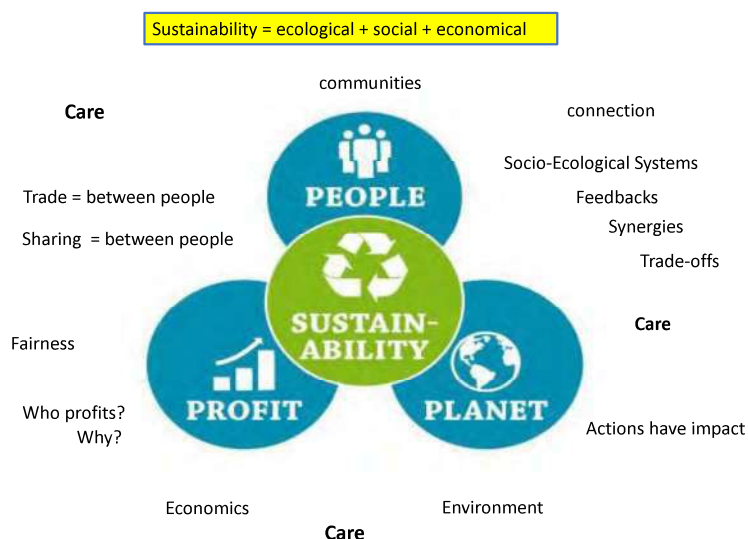 Sustainability = ecological + social + economical
communities
Care
connection
Socio-Ecological Systems
PEOPLE
Trade = between people
Feedbacks
Synergies
Sharing = between people
Trade-offs
SUSTAIN-
ABILITY
Care
Fairness
PROFIT
PLANET
Who profits?
Why?
Actions have impact
Economics
Environment
Care